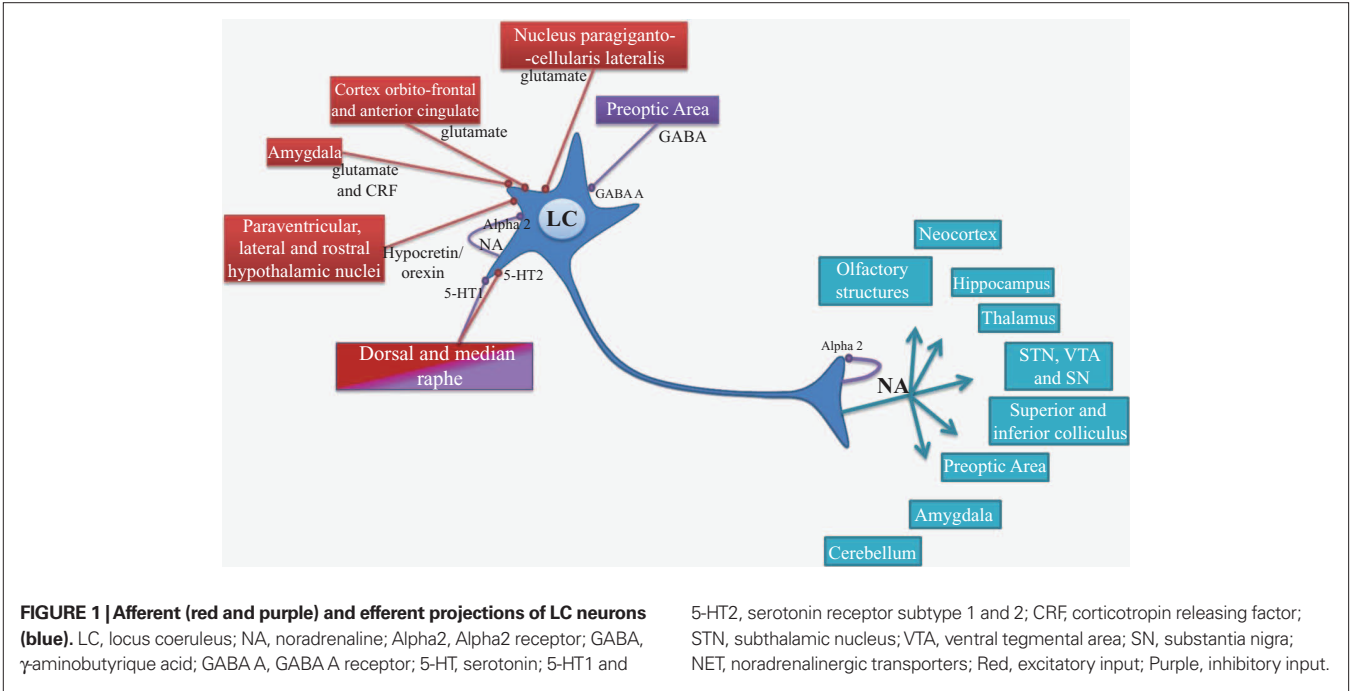 Nucleus paragiganto-
-cellularis lateralis
glutamate
Cortex orbito-frontal
and anterior cingulate
glutamate
Preoptic Area
GABA
Amygdala
glutamate
and CRF
GABA A
LC
Paraventricular,
lateral and rostral
hypothalamic nuclei
Alpha 2
NA
Hypocretin/
orexin
5-HT2
5-HT1
Dorsal and median
raphe
Neocortex
Olfactory
structures
Hippocampus
Thalamus
Alpha 2
NA
STN, VTA
and SN
Superior and
inferior colliculus
Preoptic Area
Amygdala
Cerebellum
FIGURE 1 | Afferent (red and purple) and efferent projections of LC neurons
(blue). LC, locus coeruleus; NA, noradrenaline; Alpha2, Alpha2 receptor; GABA,
γ-aminobutyrique acid; GABA A, GABA A receptor; 5-HT, serotonin; 5-HT1 and
5-HT2, serotonin receptor subtype 1 and 2; CRF, corticotropin releasing factor;
STN, subthalamic nucleus; VTA, ventral tegmental area; SN, substantia nigra;
NET, noradrenalinergic transporters; Red, excitatory input; Purple, inhibitory input.